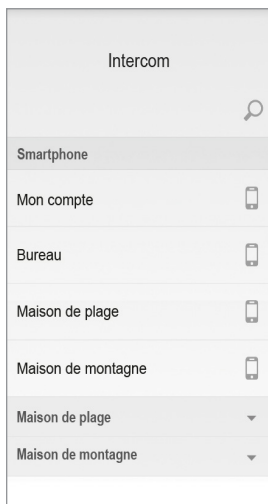 Intercom
Smartphone
Mon compte
Bureau
Maison de plage
Maison de montagne
Maison de plage
Maison de montagne